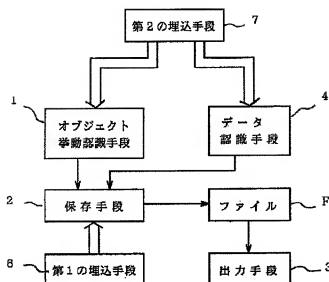 第2の埋込手段
7
1
オブジェクト
挙動認識手段
4
データ
認識手段
2
保存手段
ファイル
F
6
第1の埋込手段
出力手段
3